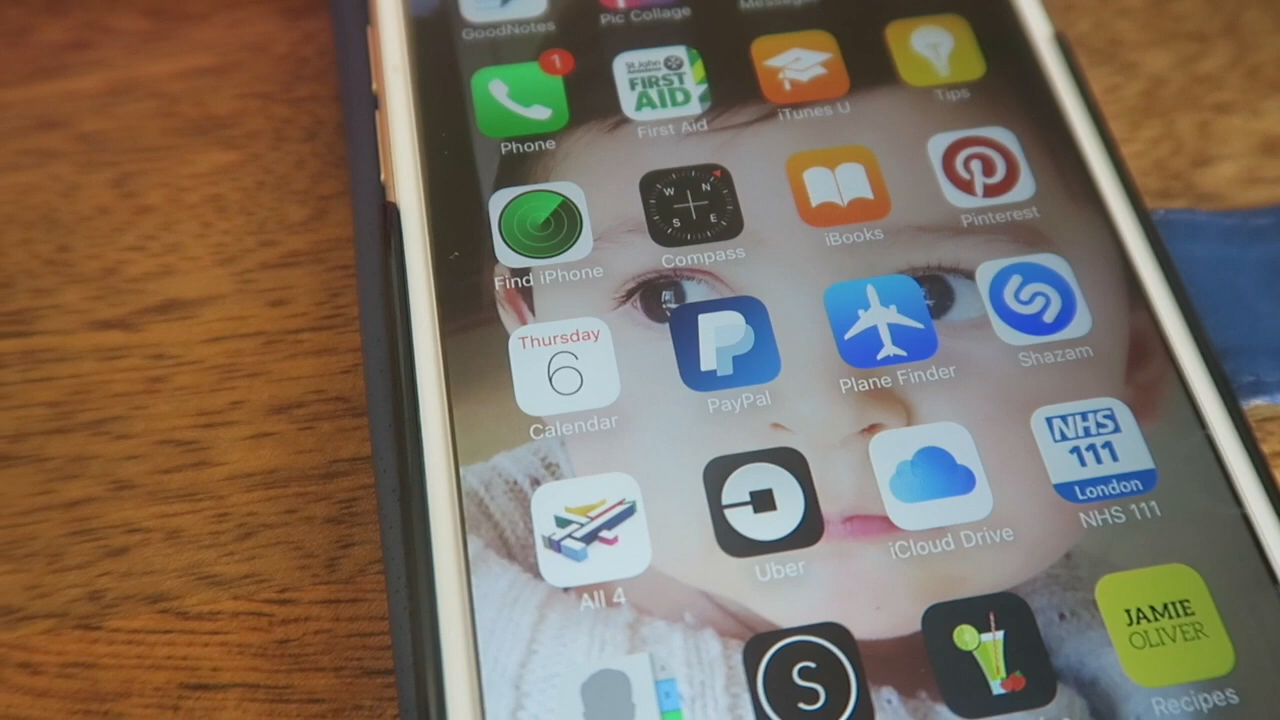 GoodNotes
Pic Collage
Messages
1
St John
Ambulance
FIRST
AID
Phone
First Aid
iTunes U
Tips
W N
S E
Find iPhone
Compass
iBooks
Pinterest
Thursday
6
Calendar
PayPal
Plane Finder
Shazam
NHS
111
London
All 4
Uber
iCloud Drive
NHS 111
S
JAMIE
OLIVER
Recipes